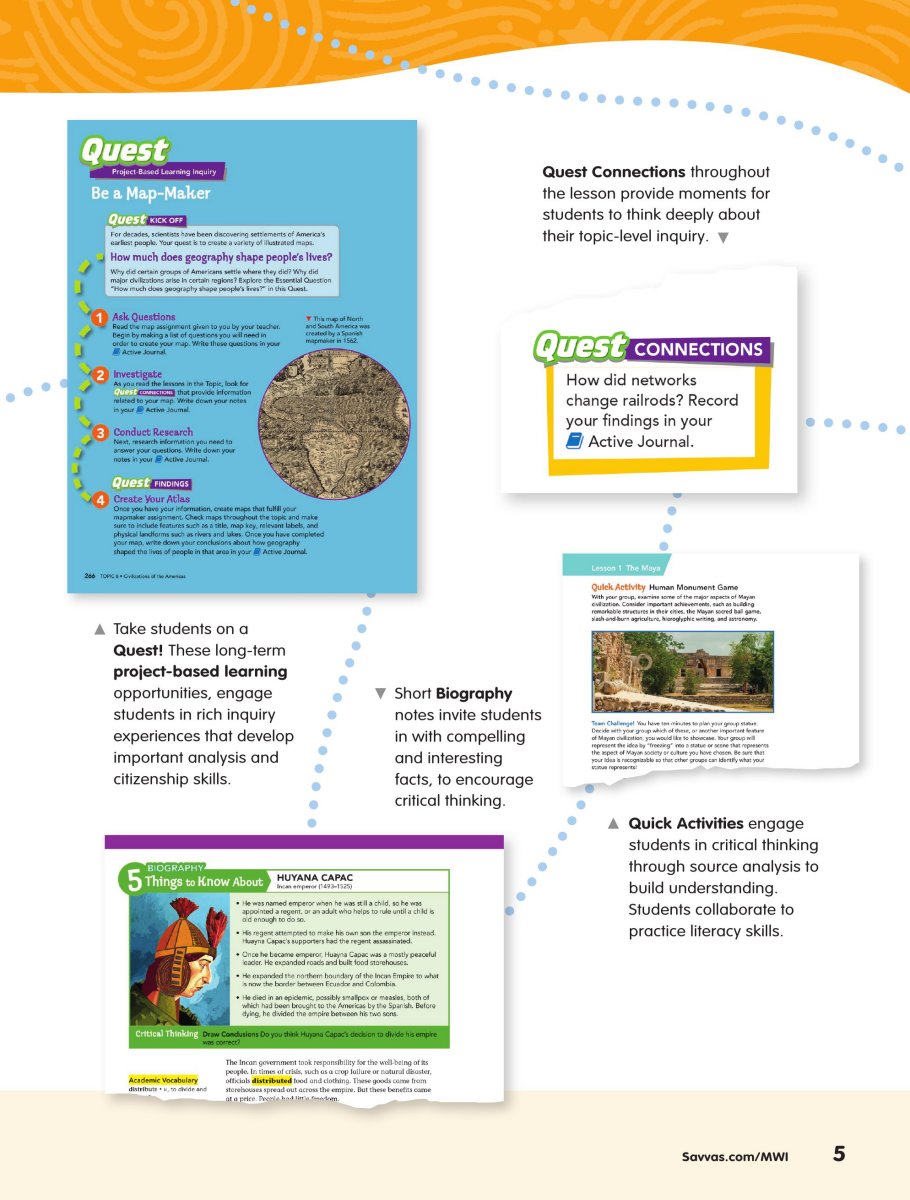 Quest
Project-Based Learning Inquiry
Be a Map-Maker
Quest KICK OFF
For decades, scientists have been discovering settlements of America's
earliest people. Your quest is to create a variety of illustrated maps.
How much does geography shape people's lives?
Why did certain groups of Americans settle where they did? Why did
major civilizations arise in certain regions? Explore the Essential Question
"How much does geography shape people's lives?" in this Quest.
1 Ask Questions
Read the map assignment given to you by your teacher.
Begin by making a list of questions you will need in
order to create your map. Write those questions in your
Active Journal.
▼ This map of North
and South America was
created by a Spanish
mapmaker in 1562.
2 Investigate
As you read the lessons in the Topic, look for
Quest CONNECTIONS that provide information
related to your map. Write down your notes
in your Active Journal.
3 Conduct Research
Next, research information you need to
answer your questions. Write down your
notes in your Active Journal.
Quest FINDINGS
4 Create Your Atlas
Once you have your information, create maps that fulfill your
mapmaker assignment. Check maps throughout the topic and make
sure to include features such as a title, map key, relevant labels, and
physical landforms such as rivers and lakes. Once you have completed
your map, write down your conclusions about how geography
shaped the lives of people in that area in your Active Journal.
266 TOPIC 6 • Civilizations of the Americas
▲ Take students on a
Quest! These long-term
project-based learning
opportunities, engage
students in rich inquiry
experiences that develop
important analysis and
citizenship skills.
Quest Connections throughout
the lesson provide moments for
students to think deeply about
their topic-level inquiry. ▼
Quest CONNECTIONS
How did networks
change railrods? Record
your findings in your
Active Journal.
Lesson 1 The Maya
Quick Activity Human Monument Game
With your group, examine some of the major aspects of Mayan
civilization. Consider important achievements, such as building
remarkable structures in their cities, the Mayan sacred ball game,
slash-and-burn agriculture, hieroglyphic writing, and astronomy.
Team Challenge! You have ten minutes to plan your group statue.
Decide with your group which of these, or another important feature
of Mayan civilization, you would like to showcase. Your group will
represent the idea by "freezing" into a statue or scene that represents
the aspect of Mayan society or culture you have chosen. Be sure that
your idea is recognizable so that other groups can identify what your
statue represents!
▼ Short Biography
notes invite students
in with compelling
and interesting
facts, to encourage
critical thinking.
▲ Quick Activities engage
students in critical thinking
through source analysis to
build understanding.
Students collaborate to
practice literacy skills.
BIOGRAPHY
5 Things to Know About
HUYANA CAPAC
Incan emperor (1493–1525)
• He was named emperor when he was still a child, so he was
appointed a regent, or an adult who helps to rule until a child is
old enough to do so.
• His regent attempted to make his own son the emperor instead.
Huayna Capac's supporters had the regent assassinated.
• Once he became emperor, Huayna Capac was a mostly peaceful
leader. He expanded roads and built food storehouses.
• He expanded the northern boundary of the Incan Empire to what
is now the border between Ecuador and Colombia.
• He died in an epidemic, possibly smallpox or measles, both of
which had been brought to the Americas by the Spanish. Before
dying, he divided the empire between his two sons.
Critical Thinking Draw Conclusions Do you think Huyana Capac's decision to divide his empire
was correct?
The Incan government took responsibility for the well-being of its
people. In times of crisis, such as a crop failure or natural disaster,
officials distributed food and clothing. These goods came from
storehouses spread out across the empire. But these benefits came
at a price. People had little freedom.
Academic Vocabulary
distribute • v., to divide and
Savvas.com/MWI 5